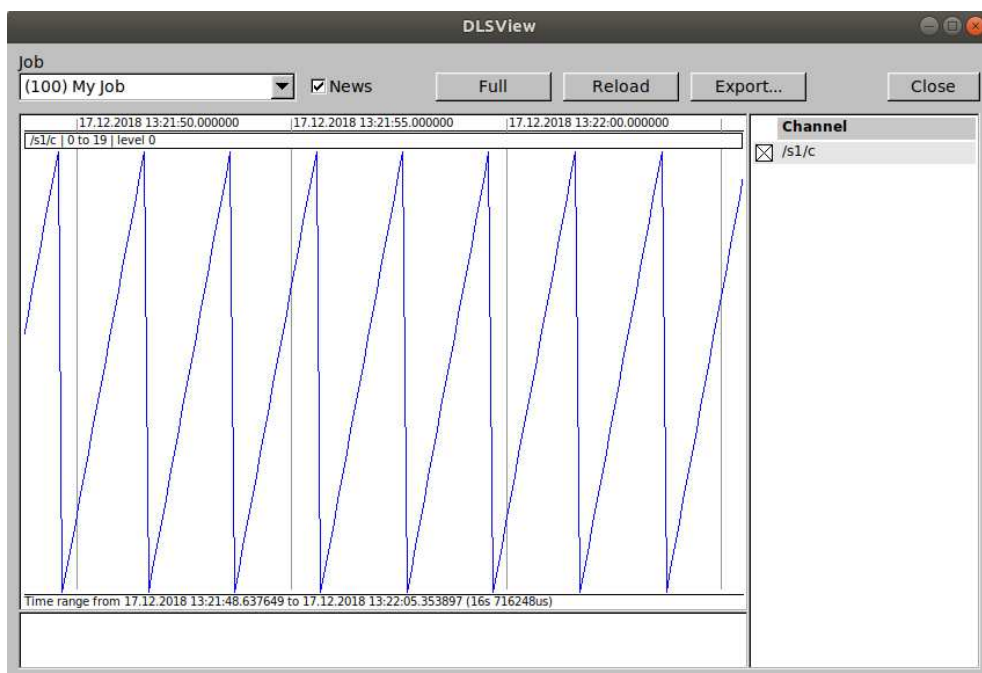 DLSView
Job
(100) My Job
News
Full
Reload
Export...
Close
17.12.2018 13:21:50.000000
17.12.2018 13:21:55.000000
17.12.2018 13:22:00.000000
/s1/c | 0 to 19 | level 0
Time range from 17.12.2018 13:21:48.637649 to 17.12.2018 13:22:05.353897 (16s 716248us)
Channel
/s1/c